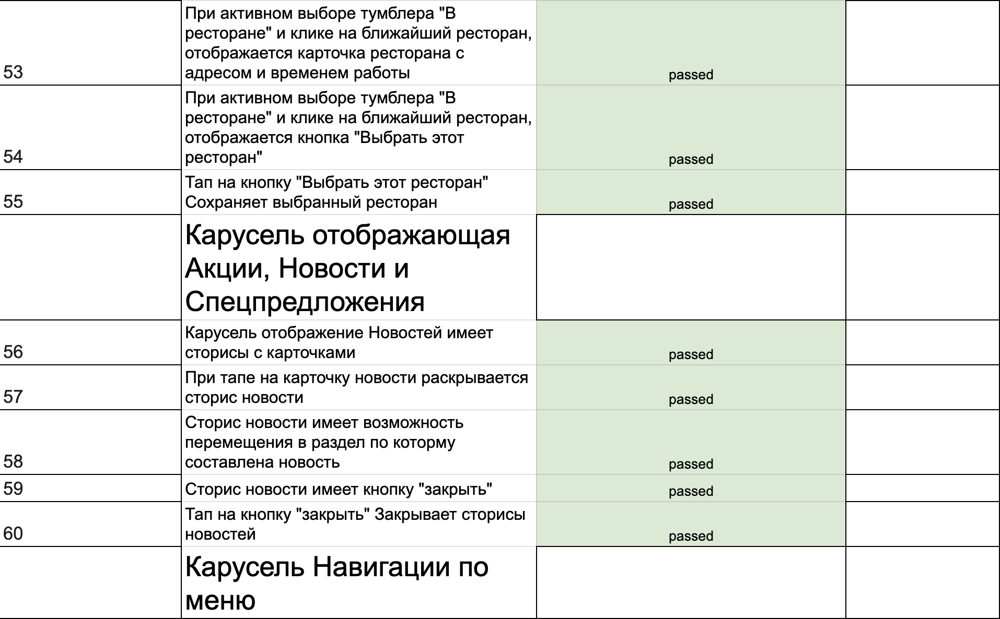 При активном выборе тумблера "В
ресторане" и клике на ближайший ресторан,
отображается карточка ресторана с
53 адресом и временем работы passed
При активном выборе тумблера "В
ресторане" и клике на ближайший ресторан,
отображается кнопка "Выбрать этот
54 ресторан" passed
Тап на кнопку "Выбрать этот ресторан"
55 Сохраняет выбранный ресторан passed
Карусель отображающая
Акции, Новости и
Спецпредложения
Карусель отображение Новостей имеет
56 сторисы с карточками passed
При тапе на карточку новости раскрывается
57 сторис новости passed
Сторис новости имеет возможность
перемещения в раздел по которму
58 составлена новость passed
59 Сторис новости имеет кнопку "закрыть" passed
Тап на кнопку "закрыть" Закрывает сторисы
60 новостей passed
Карусель Навигации по
меню